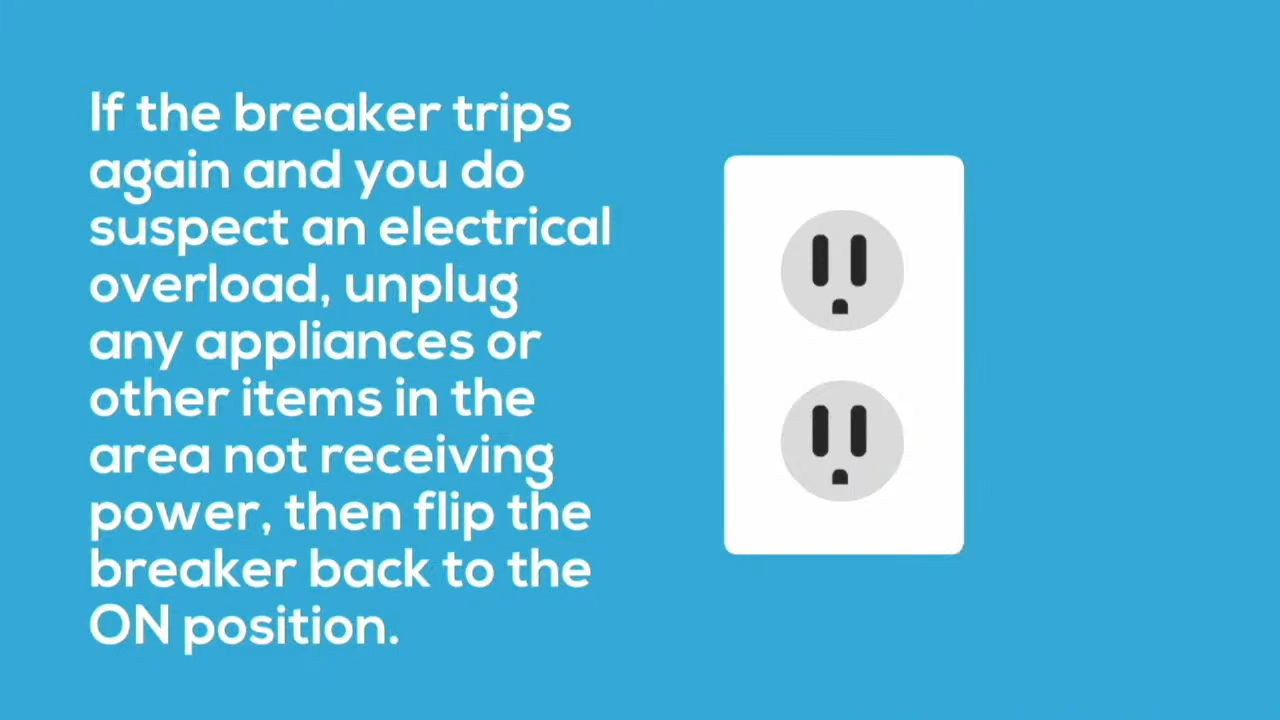 If the breaker trips
again and you do
suspect an electrical
overload, unplug
any appliances or
other items in the
area not receiving
power, then flip the
breaker back to the
ON position.